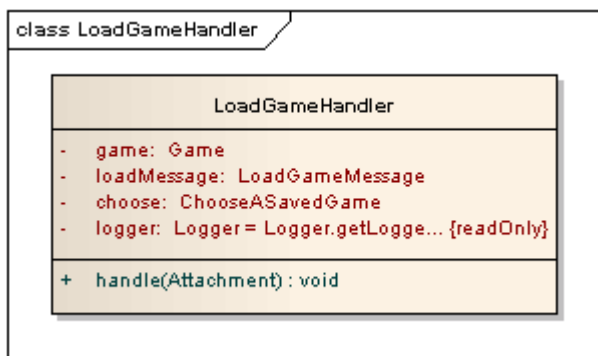 class LoadGameHandler
LoadGameHandler
- game: Game
- loadMessage: LoadGameMessage
- choose: ChooseASavedGame
- logger: Logger = Logger.getLogge... {readOnly}
+ handle(Attachment) : void